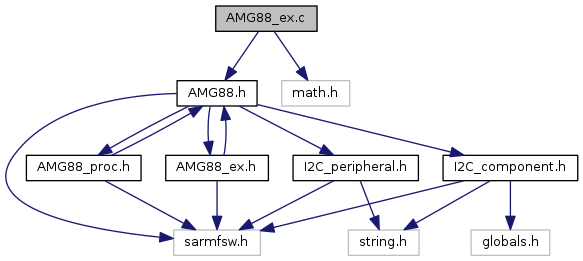 AMG88_ex.c
AMG88.h
math.h
AMG88_proc.h
AMG88_ex.h
I2C_peripheral.h
I2C_component.h
sarmfsw.h
string.h
globals.h